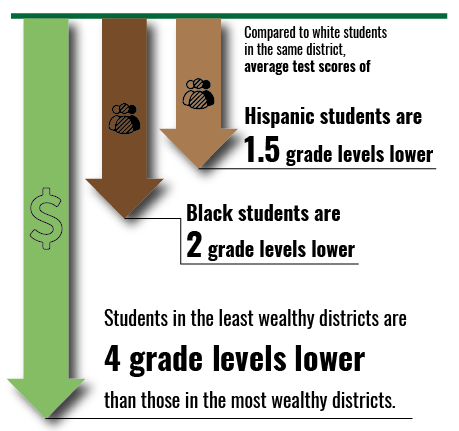 Compared to white students
in the same district,
average test scores of
Hispanic students are
1.5 grade levels lower
$
Black students are
2 grade levels lower
Students in the least wealthy districts are
4 grade levels lower
than those in the most wealthy districts.